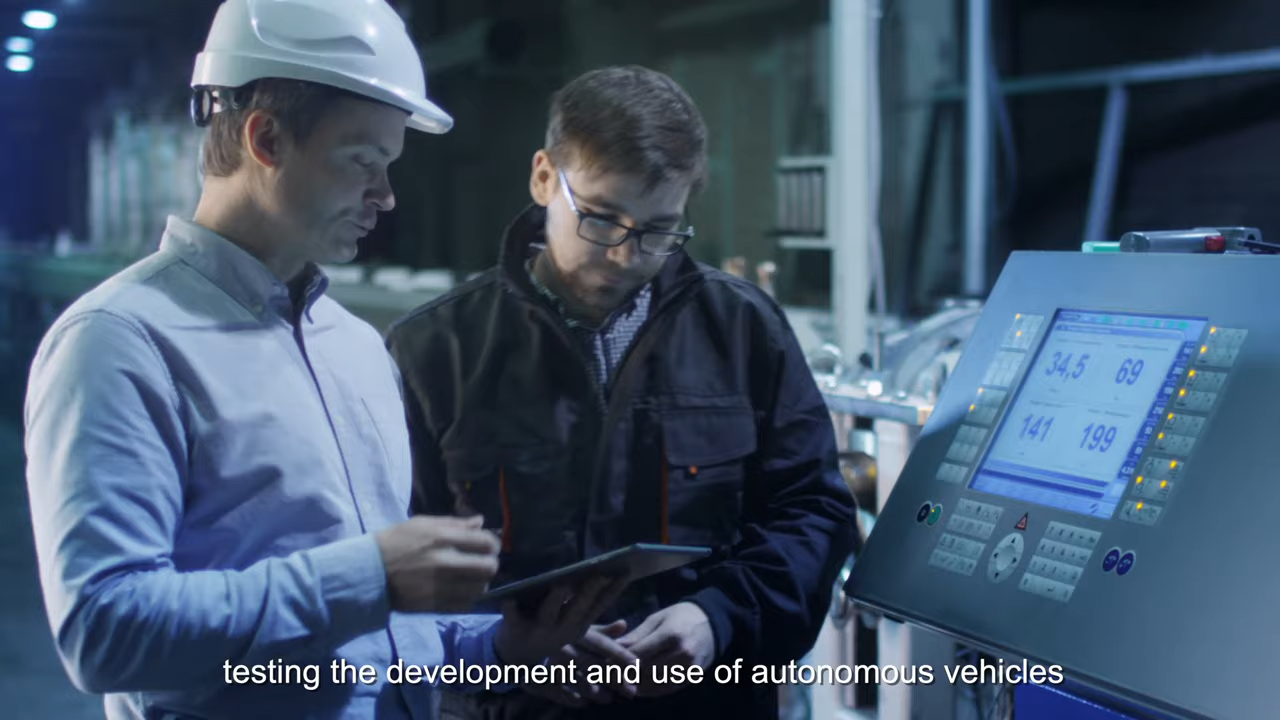 34,5 69
141 199
testing the development and use of autonomous vehicles